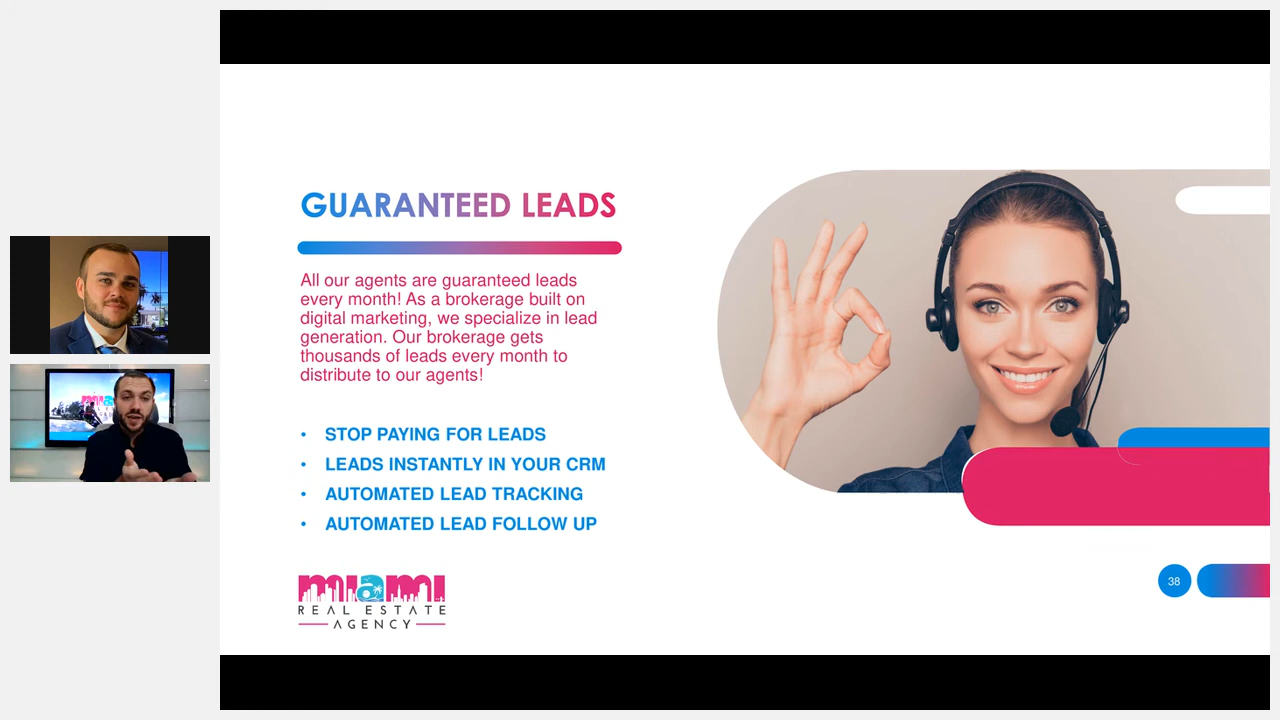 GUARANTEED LEADS
All our agents are guaranteed leads
every month! As a brokerage built on
digital marketing, we specialize in lead
generation. Our brokerage gets
thousands of leads every month to
distribute to our agents!
• STOP PAYING FOR LEADS
• LEADS INSTANTLY IN YOUR CRM
• AUTOMATED LEAD TRACKING
• AUTOMATED LEAD FOLLOW UP
miami
REAL ESTATE
AGENCY
38